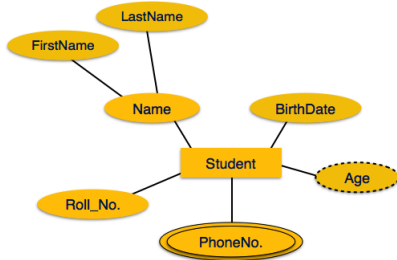 LastName
FirstName
Name
BirthDate
Student
Age
Roll_No.
PhoneNo.